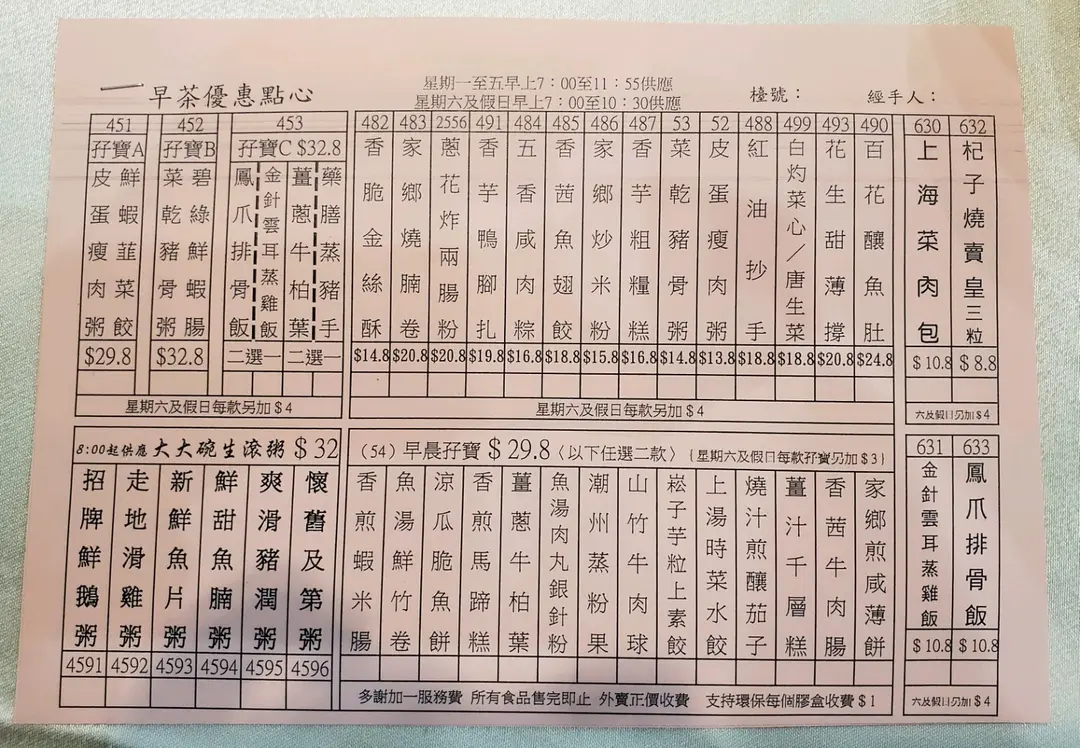 一早茶優惠點心
星期一至五早上7：00至11：55供應
星期六及假日早上7：00至10：30供應
檯號：
經手人：
451
孖寶A
皮蛋瘦肉粥
鮮蝦韮菜餃
$29.8
452
孖寶B
菜乾豬骨粥
碧綠鮮蝦腸
$32.8
453
孖寶C $32.8
鳳爪排骨飯
金針雲耳蒸雞飯
二選一
薑蔥牛柏葉
藥膳蒸豬手
二選一
星期六及假日每款另加＄4
482
香脆金絲酥
$14.8
483
家鄉燒腩卷
$20.8
2556
蔥花炸兩腸粉
$20.8
491
香芋鴨腳扎
$19.8
484
五香咸肉粽
$16.8
485
香茜魚翅餃
$18.8
486
家鄉炒米粉
$15.8
487
香芋粗糧糕
$16.8
53
菜乾豬骨粥
$14.8
52
皮蛋瘦肉粥
$13.8
488
紅油抄手
$18.8
499
白灼菜心／唐生菜
$18.8
493
花生甜薄撐
$20.8
490
百花釀魚肚
$24.8
星期六及假日每款另加＄4
630
上海菜肉包
＄10.8
632
杞子燒賣皇三粒
＄8.8
六及假日另加＄4
8:00起供應 大大碗生滾粥 ＄32
招牌鮮鵝粥
4591
走地滑雞粥
4592
新鮮魚片粥
4593
鮮甜魚腩粥
4594
爽滑豬潤粥
4595
懷舊及第粥
4596
（54）早晨孖寶＄29.8〈以下任選二款〉{星期六及假日每款孖寶另加＄3}
香煎蝦米腸
魚湯鮮竹卷
涼瓜脆魚餅
香煎馬蹄糕
薑蔥牛柏葉
魚湯肉丸銀針粉
潮州蒸粉果
山竹牛肉球
崧子芋粒上素餃
上湯時菜水餃
燒汁煎釀茄子
薑汁千層糕
香茜牛肉腸
家鄉煎咸薄餅
多謝加一服務費 所有食品售完即止 外賣正價收費 支持環保每個膠盒收費＄1
631
金針雲耳蒸雞飯
＄10.8
633
鳳爪排骨飯
＄10.8
六及假日另加＄4